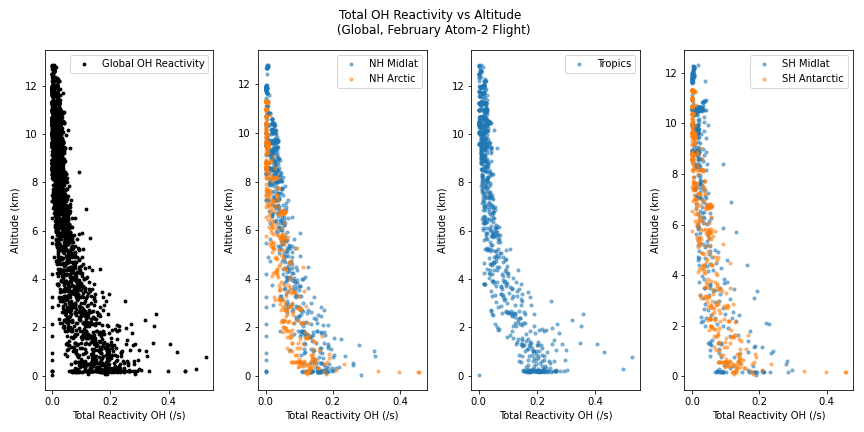 Total OH Reactivity vs Altitude
(Global, February Atom-2 Flight)
Global OH Reactivity
Altitude (km)
12
10
8
6
4
2
0
0.0 0.2 0.4
Total Reactivity OH (/s)
NH Midlat
NH Arctic
Altitude (km)
12
10
8
6
4
2
0
0.0 0.2 0.4
Total Reactivity OH (/s)
Tropics
Altitude (km)
12
10
8
6
4
2
0
0.0 0.2 0.4
Total Reactivity OH (/s)
SH Midlat
SH Antarctic
Altitude (km)
12
10
8
6
4
2
0
0.0 0.2 0.4
Total Reactivity OH (/s)